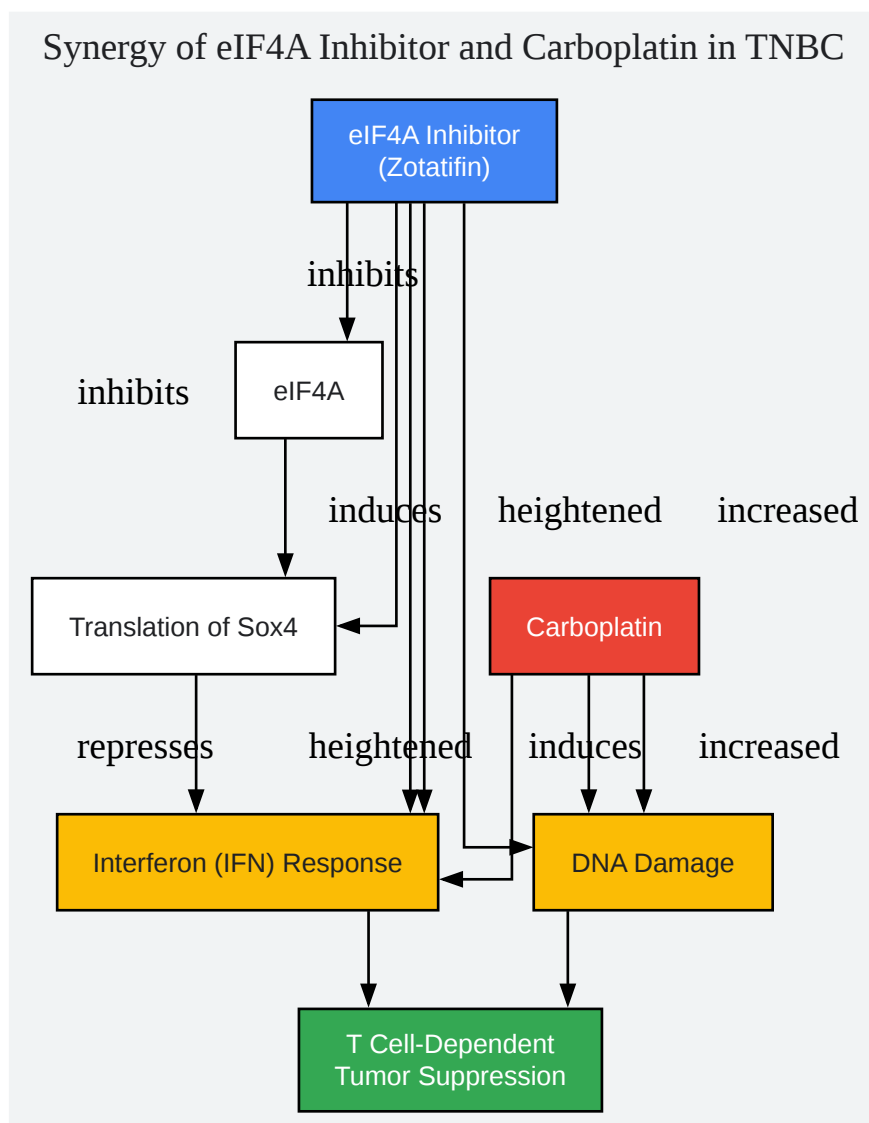 Synergy of eIF4A Inhibitor and Carboplatin in TNBC
eIF4A Inhibitor
(Zotatifin)
inhibits
inhibits
eIF4A
induces
heightened
increased
Translation of Sox4
Carboplatin
represses
heightened
induces
increased
Interferon (IFN) Response
DNA Damage
T Cell-Dependent
Tumor Suppression